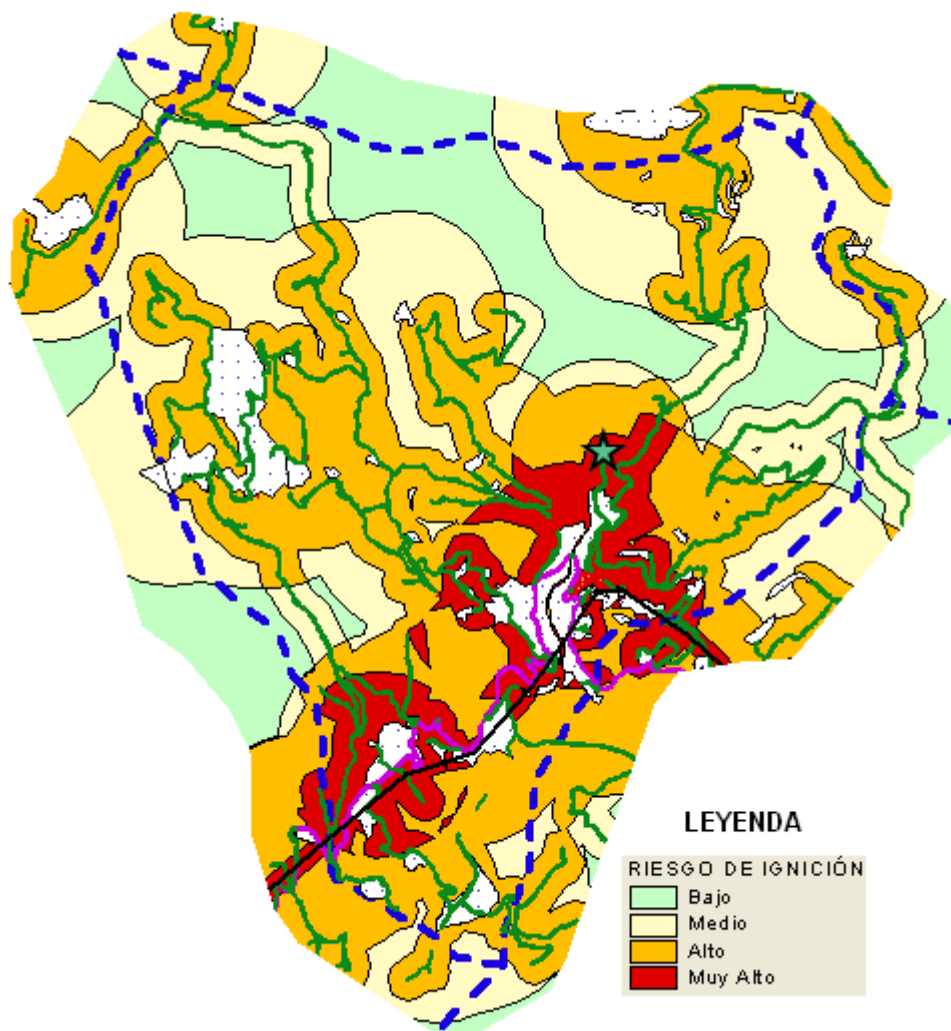 LEYENDA
RIESGO DE IGNICIÓN
Bajo
Medio
Alto
Muy Alto